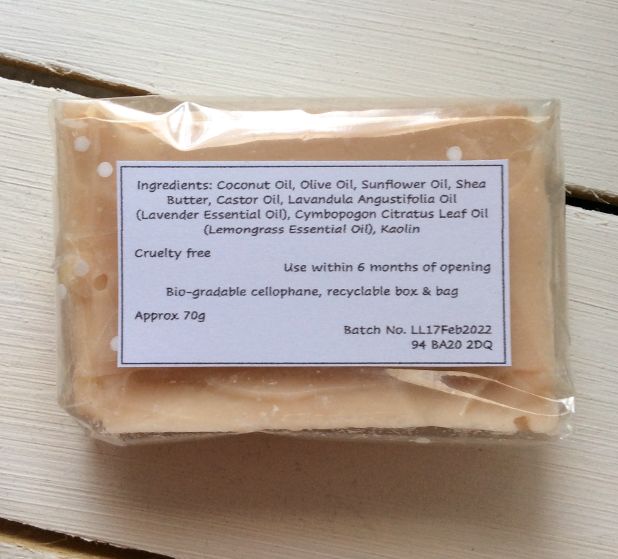 Ingredients: Coconut Oil, Olive Oil, Sunflower Oil, Shea
Butter, Castor Oil, Lavandula Angustifolia Oil
(Lavender Essential Oil), Cymbopogon Citratus Leaf Oil
(Lemongrass Essential Oil), Kaolin
Cruelty free
Use within 6 months of opening
Bio-gradable cellophane, recyclable box & bag
Approx 70g
Batch No. LL17Feb2022
94 BA20 2DQ